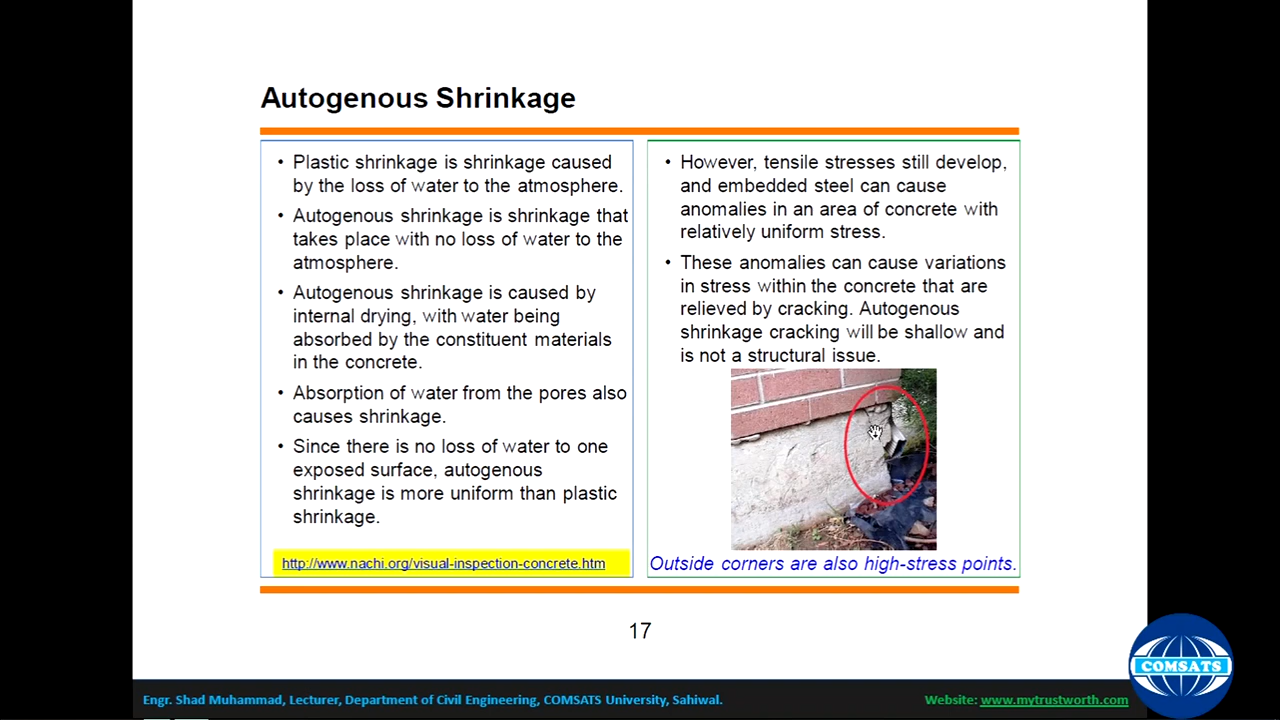 Autogenous Shrinkage
• Plastic shrinkage is shrinkage caused
by the loss of water to the atmosphere.
• Autogenous shrinkage is shrinkage that
takes place with no loss of water to the
atmosphere.
• Autogenous shrinkage is caused by
internal drying, with water being
absorbed by the constituent materials
in the concrete.
• Absorption of water from the pores also
causes shrinkage.
• Since there is no loss of water to one
exposed surface, autogenous
shrinkage is more uniform than plastic
shrinkage.
http://www.nachi.org/visual-inspection-concrete.htm
• However, tensile stresses still develop,
and embedded steel can cause
anomalies in an area of concrete with
relatively uniform stress.
• These anomalies can cause variations
in stress within the concrete that are
relieved by cracking. Autogenous
shrinkage cracking will be shallow and
is not a structural issue.
Outside corners are also high-stress points.
17
COMSATS
Engr. Shad Muhammad, Lecturer, Department of Civil Engineering, COMSATS University, Sahiwal.
Website: www.mytrustworth.com